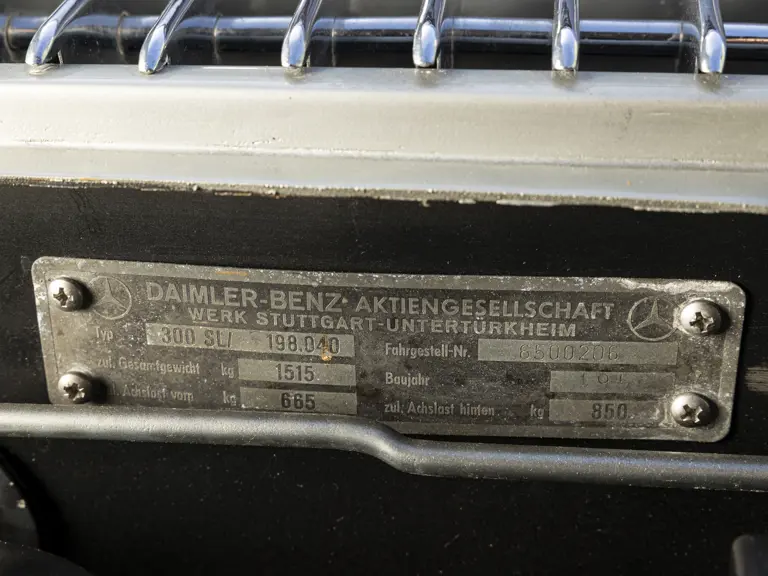 DAIMLER-BENZ AKTIENGESELLSCHAFT
WERK STUTTGART-UNTERTÜRKHEIM
Typ 300 SL/ 198.040 Fahrgestell-Nr. 6500206
zul. Gesamtgewicht kg 1515 Baujahr
Achslast vorn kg 665 zul. Achslast hinten kg 850